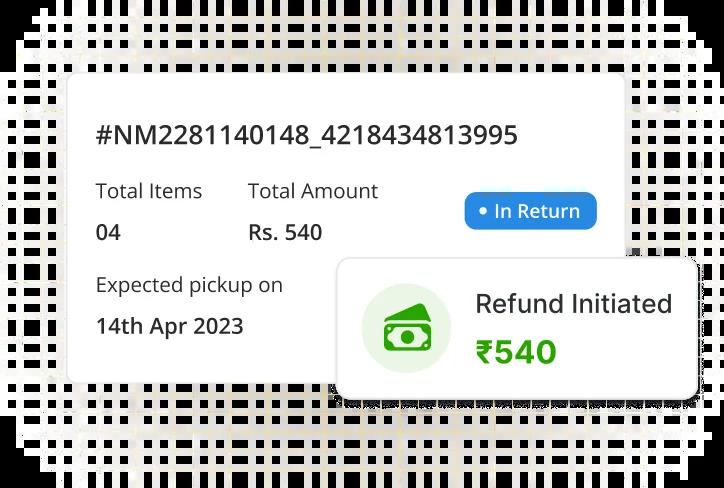 #NM2281140148_4218434813995
Total Items Total Amount
04 Rs. 540
In Return
Expected pickup on
14th Apr 2023
Refund Initiated
₹540